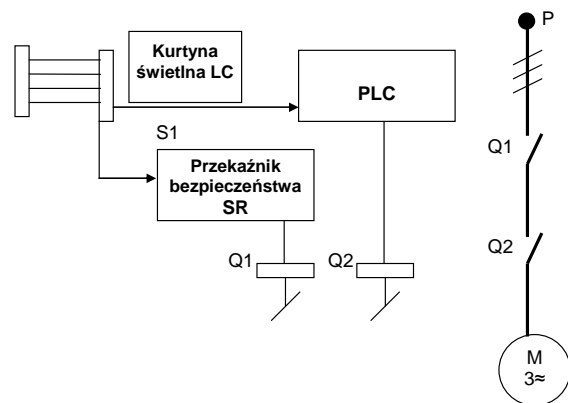 Kurtyna
świetlna LC
PLC
P
S1
Przekaźnik
bezpieczeństwa
SR
Q1
Q2
Q1
Q2
M
3≈